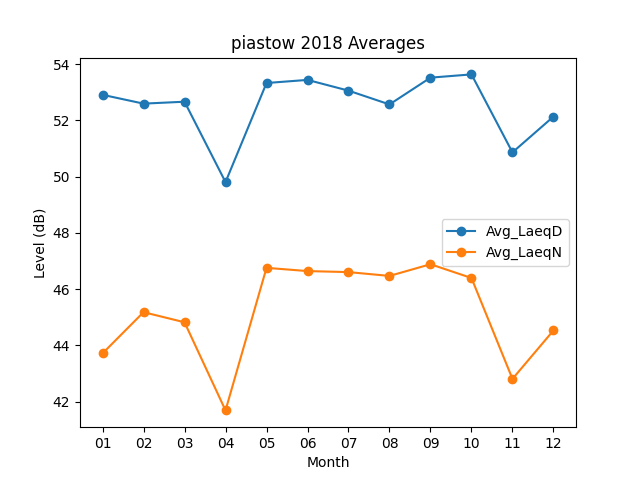 piastow 2018 Averages
54
52
50
48
46
44
42
Level (dB)
Avg_LaeqD
Avg_LaeqN
01 02 03 04 05 06 07 08 09 10 11 12
Month